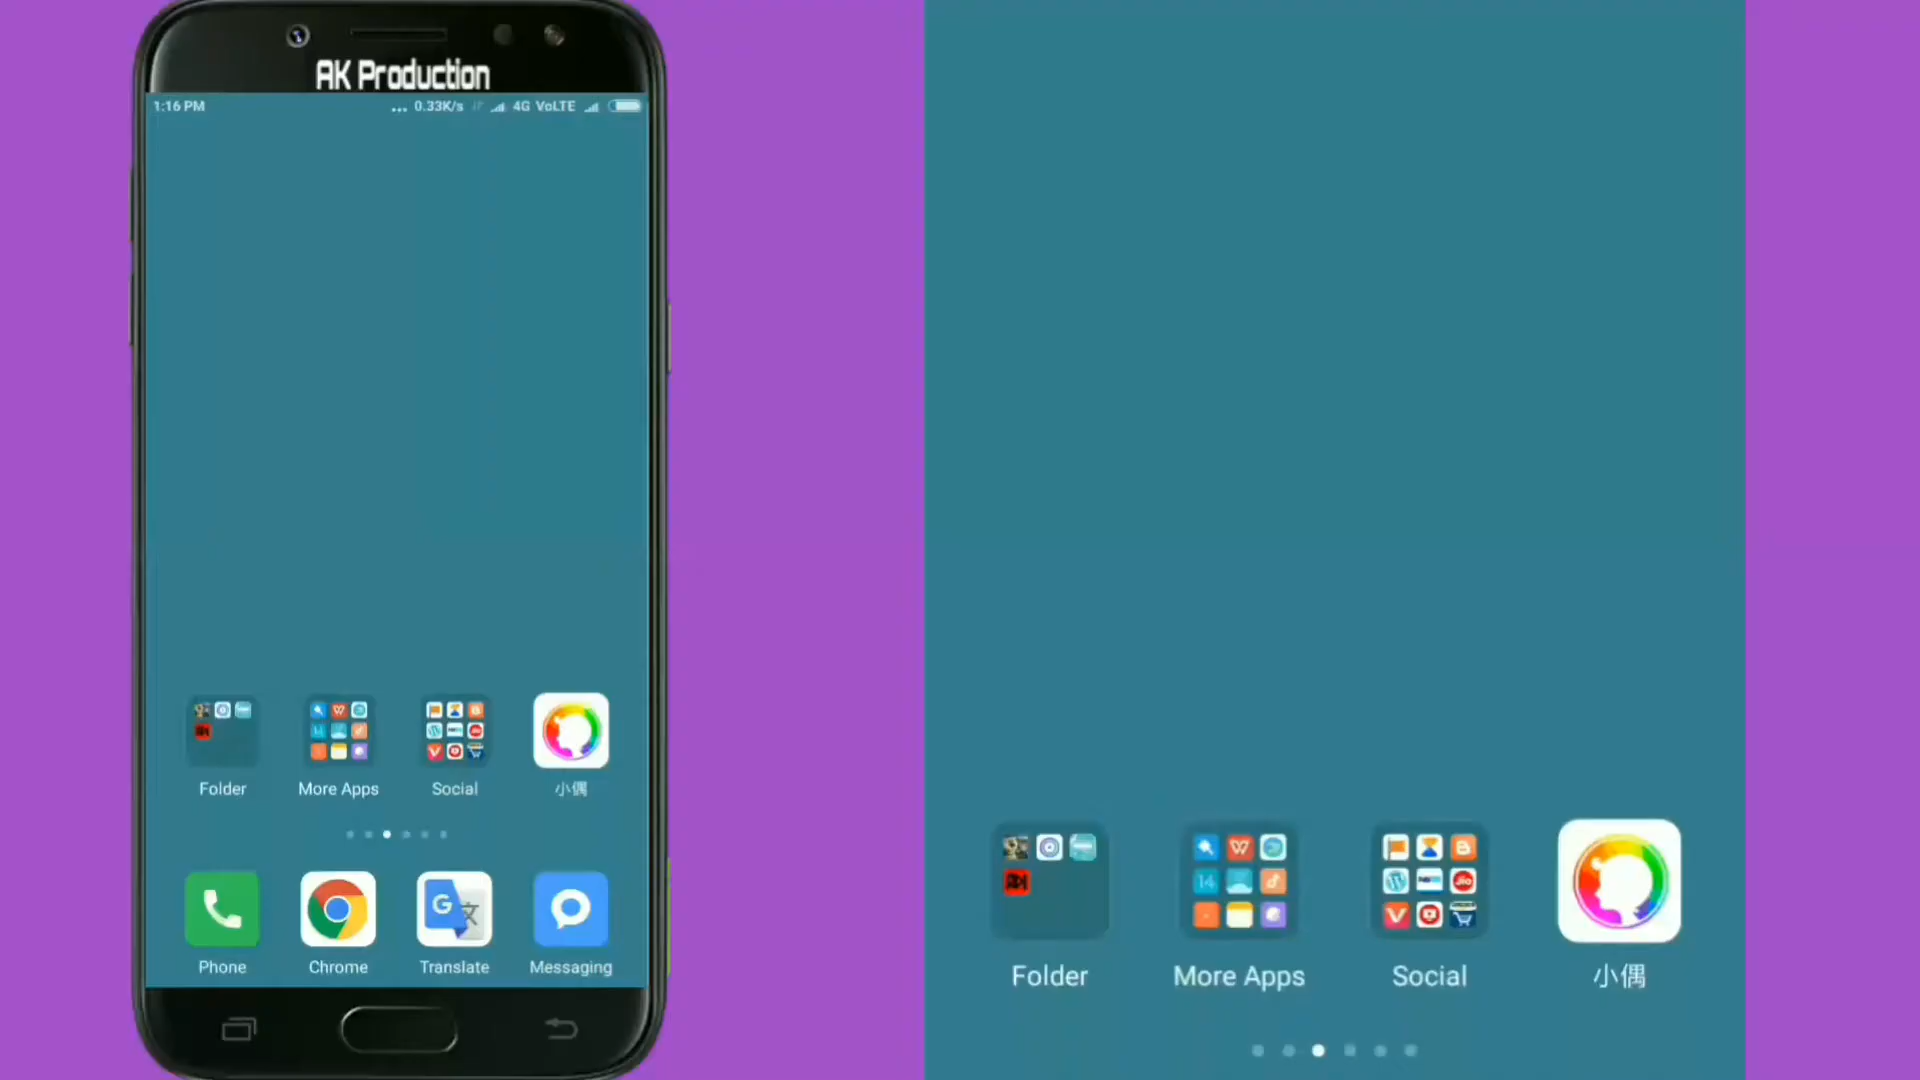 AK Production
1:16 PM
... 0.33K/s 4G VoLTE
Folder
More Apps
Social
小偶
Phone
Chrome
Translate
Messaging
Folder
More Apps
Social
小偶